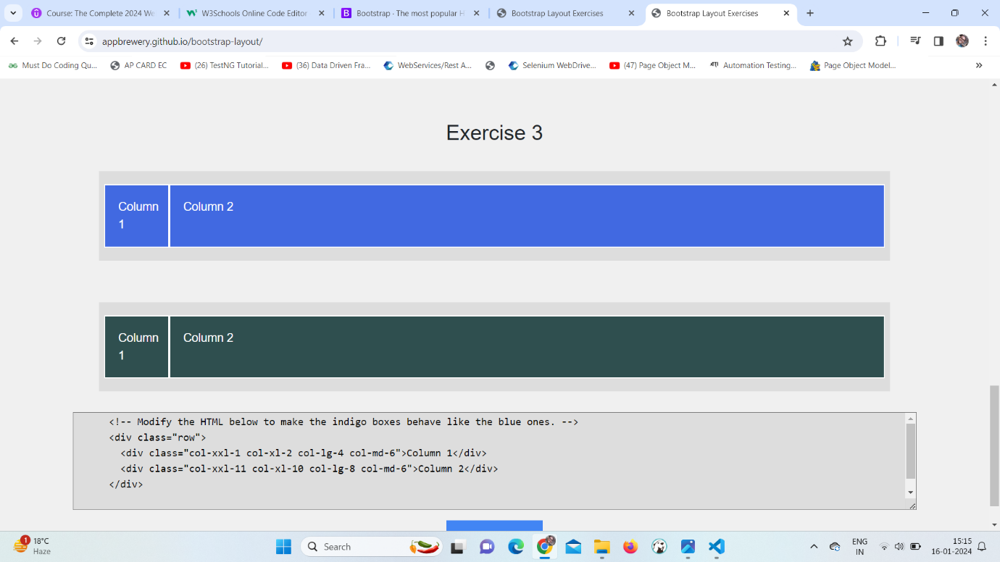 Course: The Complete 2024 We
W3Schools Online Code Editor
B Bootstrap · The most popular H
Bootstrap Layout Exercises
Bootstrap Layout Exercises
appbrewery.github.io/bootstrap-layout/
Must Do Coding Qu...
AP CARD EC
(26) TestNG Tutorial...
(36) Data Driven Fra...
WebServices/Rest A...
Selenium WebDrive...
(47) Page Object M...
Automation Testing...
Page Object Model...
Exercise 3
Column
1
Column 2
Column
1
Column 2
<!-- Modify the HTML below to make the indigo boxes behave like the blue ones. -->
<div class="row">
<div class="col-xxl-1 col-xl-2 col-lg-4 col-md-6">Column 1</div>
<div class="col-xxl-11 col-xl-10 col-lg-8 col-md-6">Column 2</div>
</div>
1
18°C
Haze
Search
ENG
IN
15:15
16-01-2024